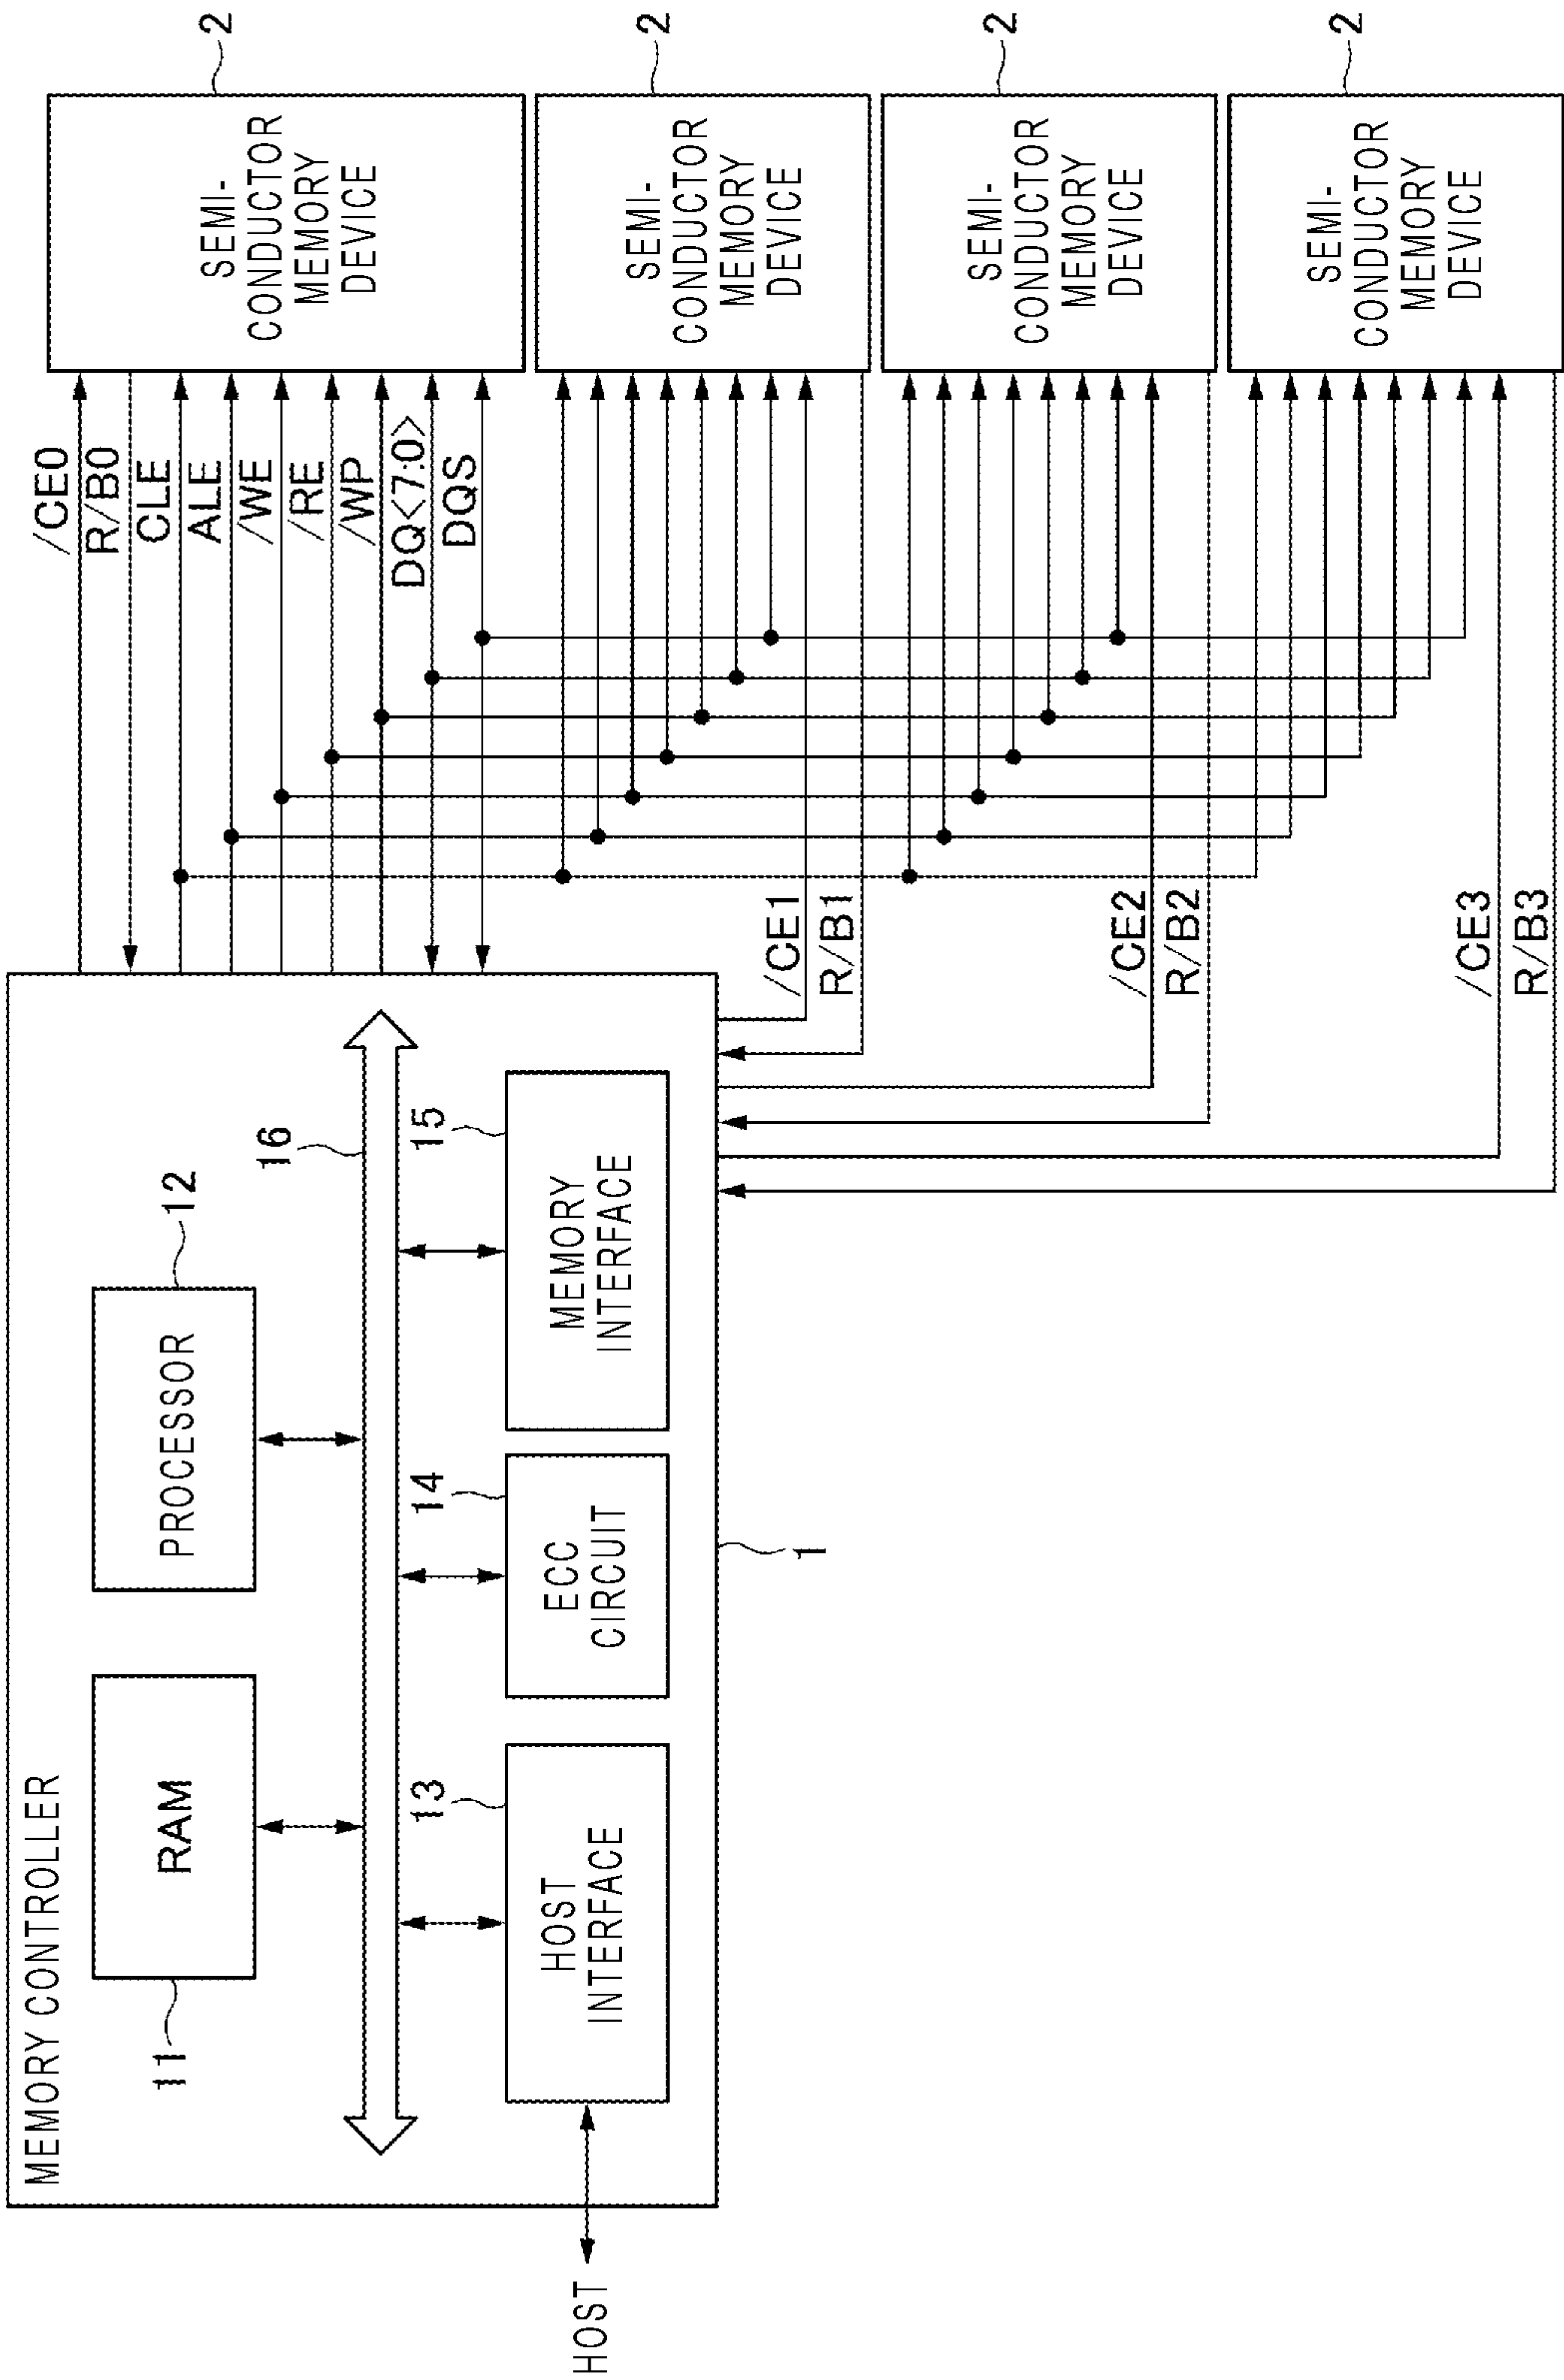 MEMORY CONTROLLER
11
RAM
12
PROCESSOR
16
13
HOST
INTERFACE
14
ECC
CIRCUIT
15
MEMORY
INTERFACE
1
HOST
/CE0
R/B0
CLE
ALE
/WE
/RE
/WP
DQ<7:0>
DQS
/CE1
R/B1
/CE2
R/B2
/CE3
R/B3
2
SEMI-
CONDUCTOR
MEMORY
DEVICE
2
SEMI-
CONDUCTOR
MEMORY
DEVICE
2
SEMI-
CONDUCTOR
MEMORY
DEVICE
2
SEMI-
CONDUCTOR
MEMORY
DEVICE